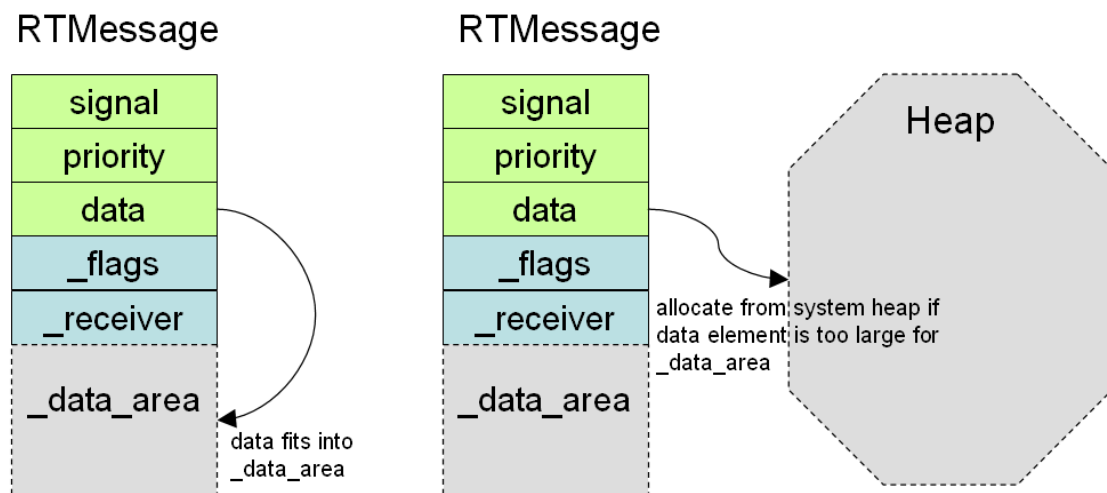 RTMessage
signal
priority
data
_flags
_receiver
_data_area
data fits into
_data_area
RTMessage
signal
priority
data
_flags
_receiver
_data_area
allocate from system heap if
data element is too large for
_data_area
Heap